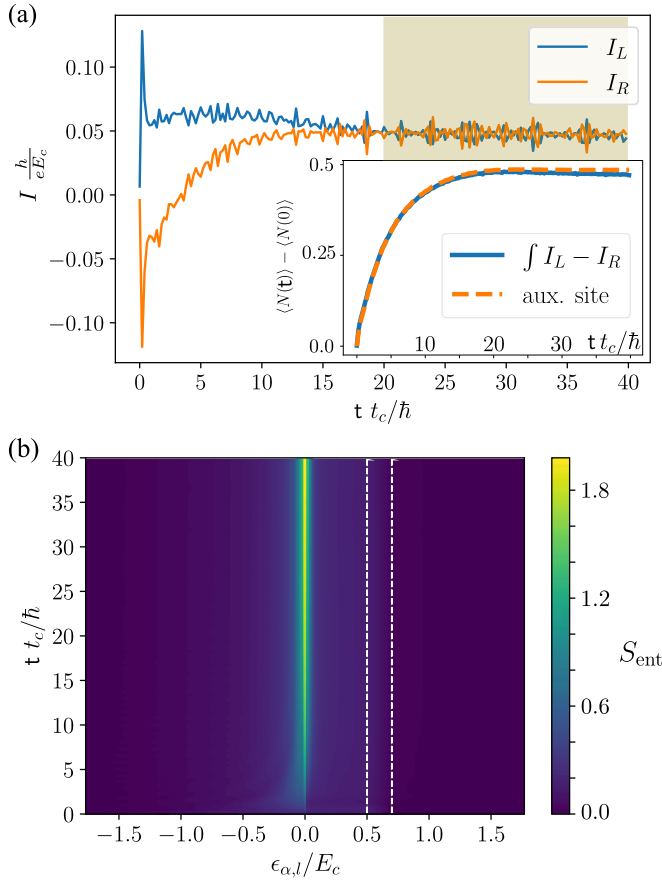 (a)
0.10
0.05
0.00
−0.05
−0.10
I h/eE_c
I_L
I_R
0.5
0.25
0.0
⟨N(t)⟩ − ⟨N(0)⟩
∫ I_L − I_R
aux. site
10 20 30 t t_c/ħ
0 5 10 15 20 25 30 35 40
t t_c/ħ
(b)
40
35
30
25
20
15
10
5
0
t t_c/ħ
−1.5 −1.0 −0.5 0.0 0.5 1.0 1.5
ϵ_{α,l}/E_c
1.8
1.2
0.6
0.0
S_ent